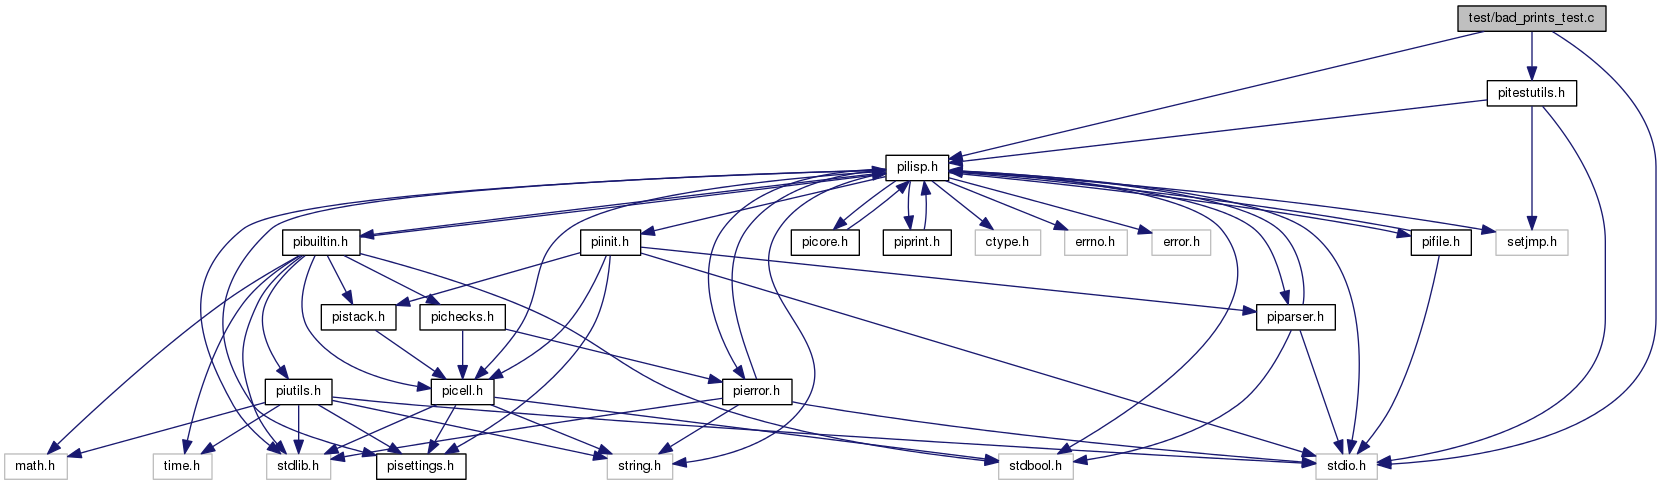 test/bad_prints_test.c
pitestutils.h
pilisp.h
pibuiltin.h
piinit.h
picore.h
piprint.h
ctype.h
errno.h
error.h
pifile.h
setjmp.h
pistack.h
pichecks.h
piparser.h
piutils.h
picell.h
pierror.h
math.h
time.h
stdlib.h
pisettings.h
string.h
stdbool.h
stdio.h